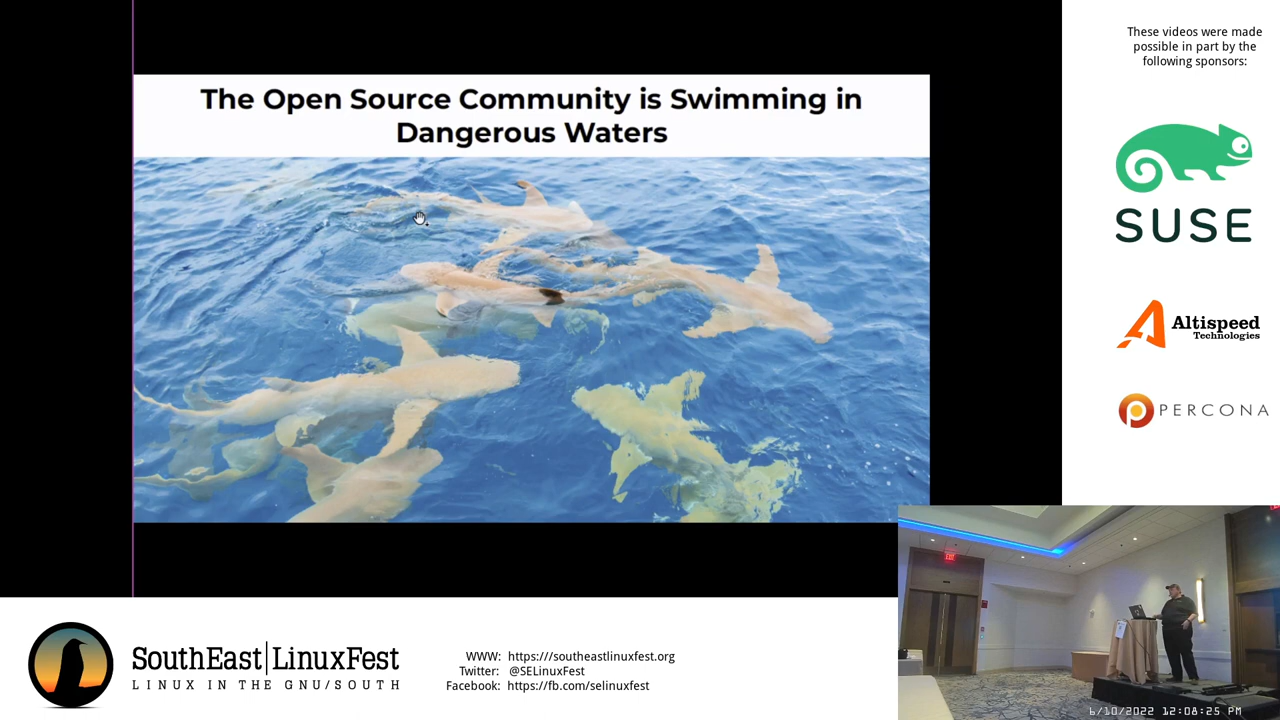 These videos were made
possible in part by the
following sponsors:
The Open Source Community is Swimming in
Dangerous Waters
SUSE
Altispeed
Technologies
PERCONA
EXIT
SouthEast|LinuxFest
LINUX IN THE GNU/SOUTH
WWW: https:///southeastlinuxfest.org
Twitter: @SELinuxFest
Facebook: https://fb.com/selinuxfest
6/10/2022 12:08:25 PM